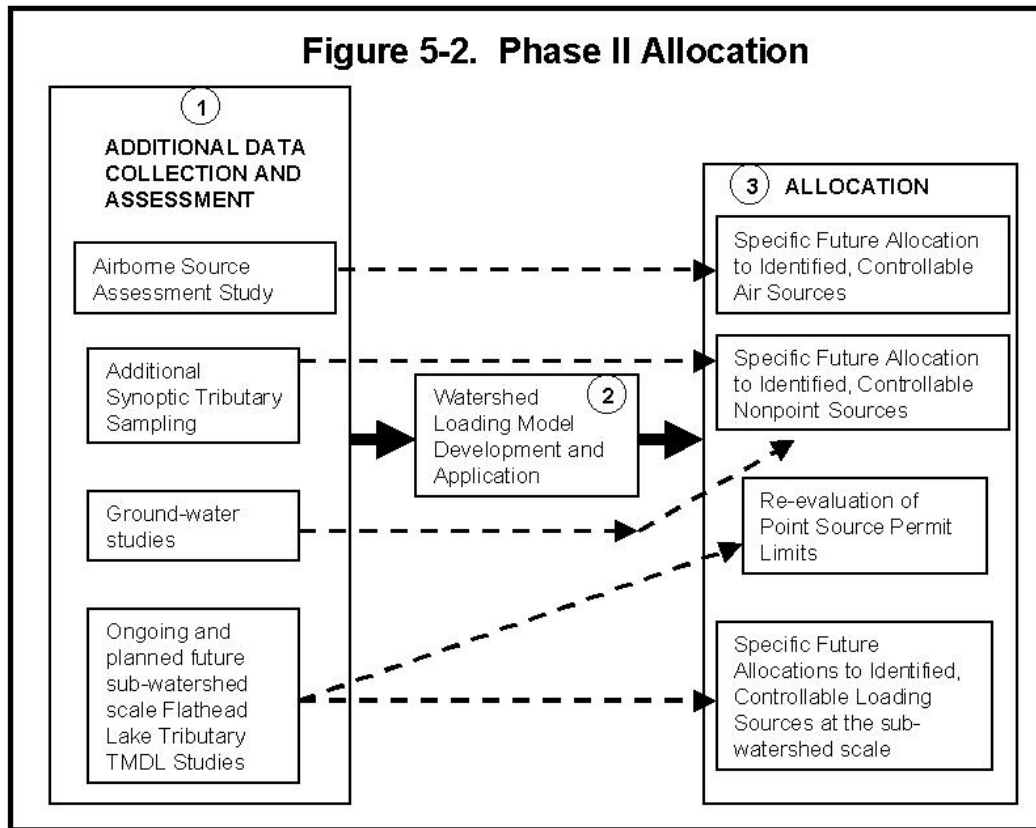 Figure 5-2. Phase II Allocation
1
ADDITIONAL DATA
COLLECTION AND
ASSESSMENT
Airborne Source
Assessment Study
Additional
Synoptic Tributary
Sampling
Ground-water
studies
Ongoing and
planned future
sub-watershed
scale Flathead
Lake Tributary
TMDL Studies
2
Watershed
Loading Model
Development and
Application
3 ALLOCATION
Specific Future Allocation
to Identified, Controllable
Air Sources
Specific Future Allocation
to Identified, Controllable
Nonpoint Sources
Re-evaluation of
Point Source Permit
Limits
Specific Future
Allocations to Identified,
Controllable Loading
Sources at the sub-
watershed scale